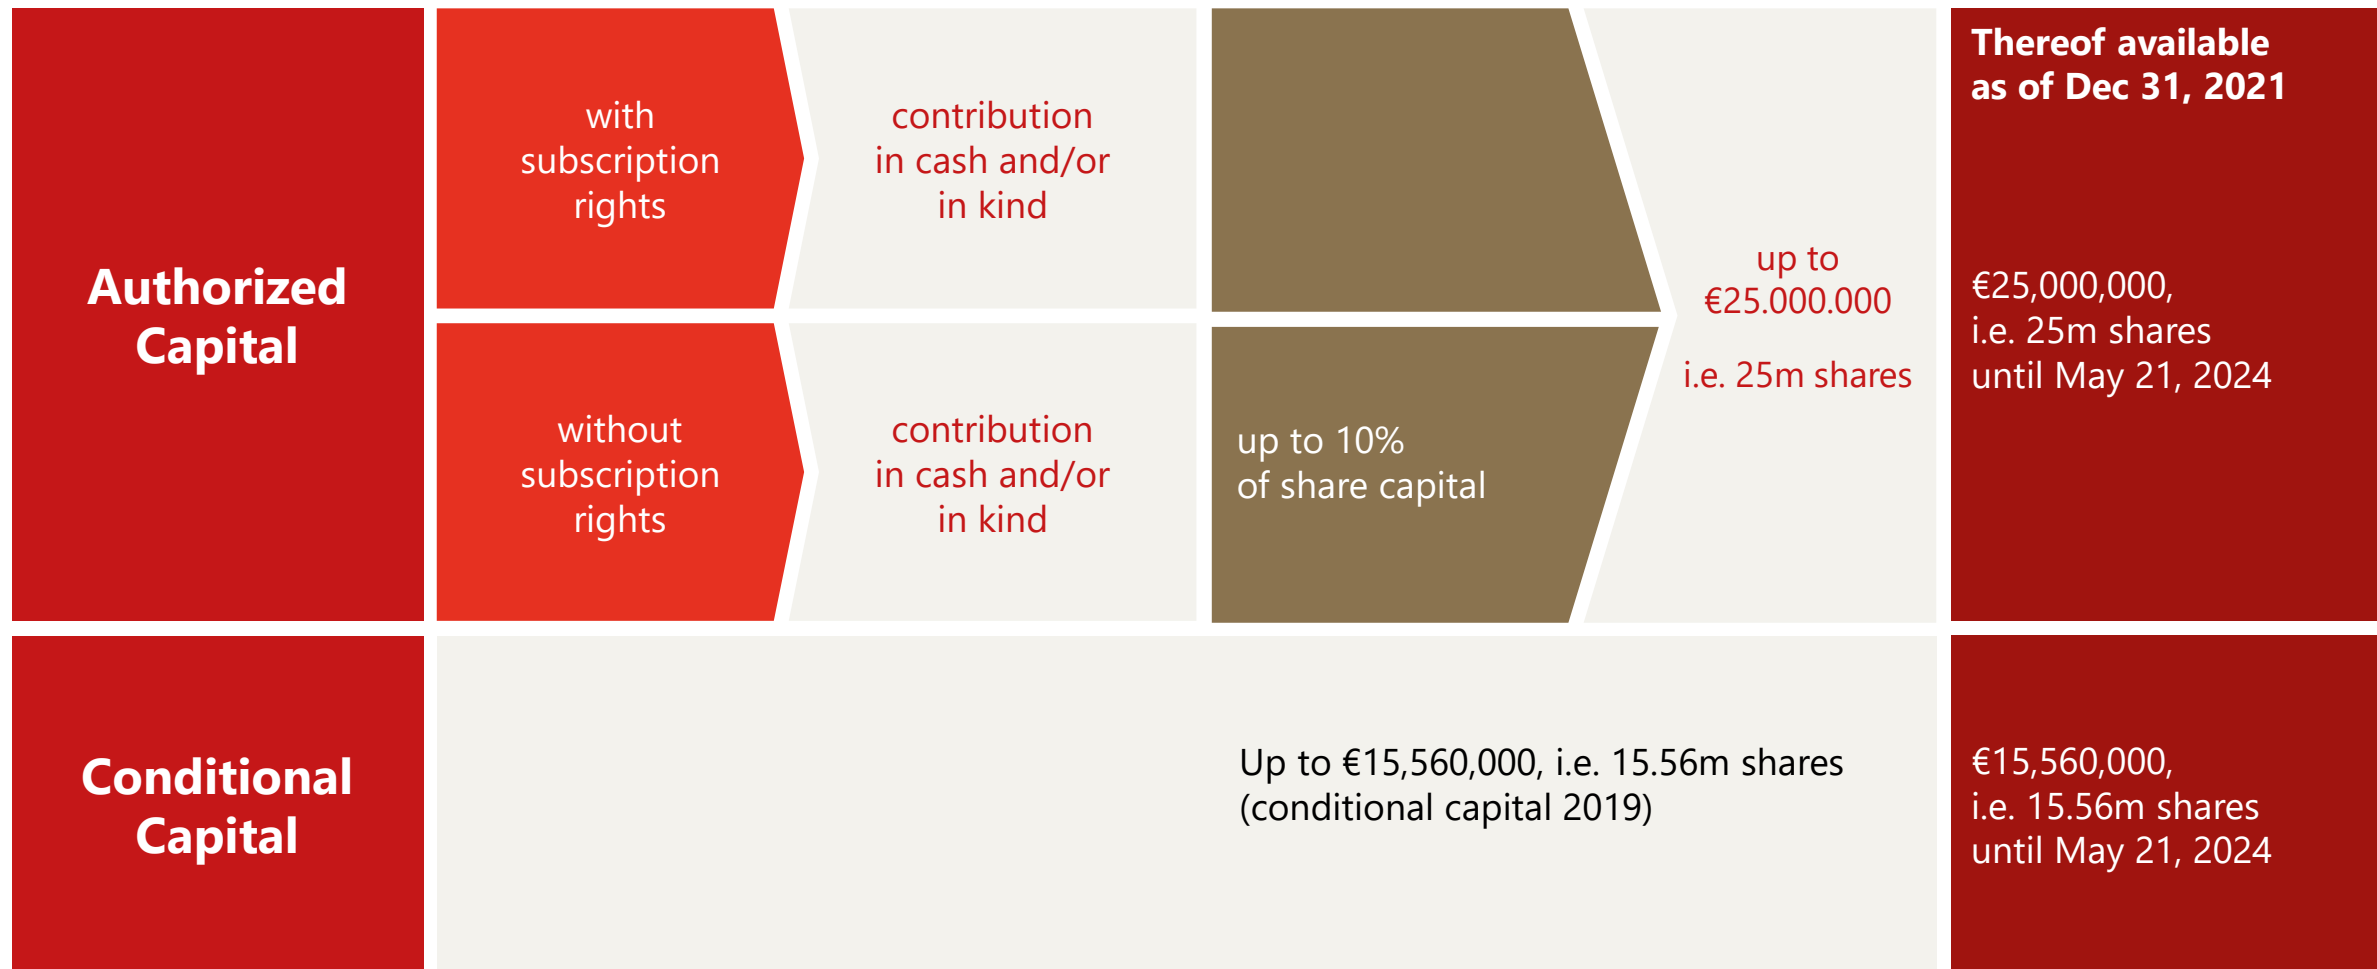 Authorized
Capital
with
subscription
rights
contribution
in cash and/or
in kind
without
subscription
rights
contribution
in cash and/or
in kind
up to 10%
of share capital
up to
€25.000.000
i.e. 25m shares
Thereof available
as of Dec 31, 2021
€25,000,000,
i.e. 25m shares
until May 21, 2024
Conditional
Capital
Up to €15,560,000, i.e. 15.56m shares
(conditional capital 2019)
€15,560,000,
i.e. 15.56m shares
until May 21, 2024